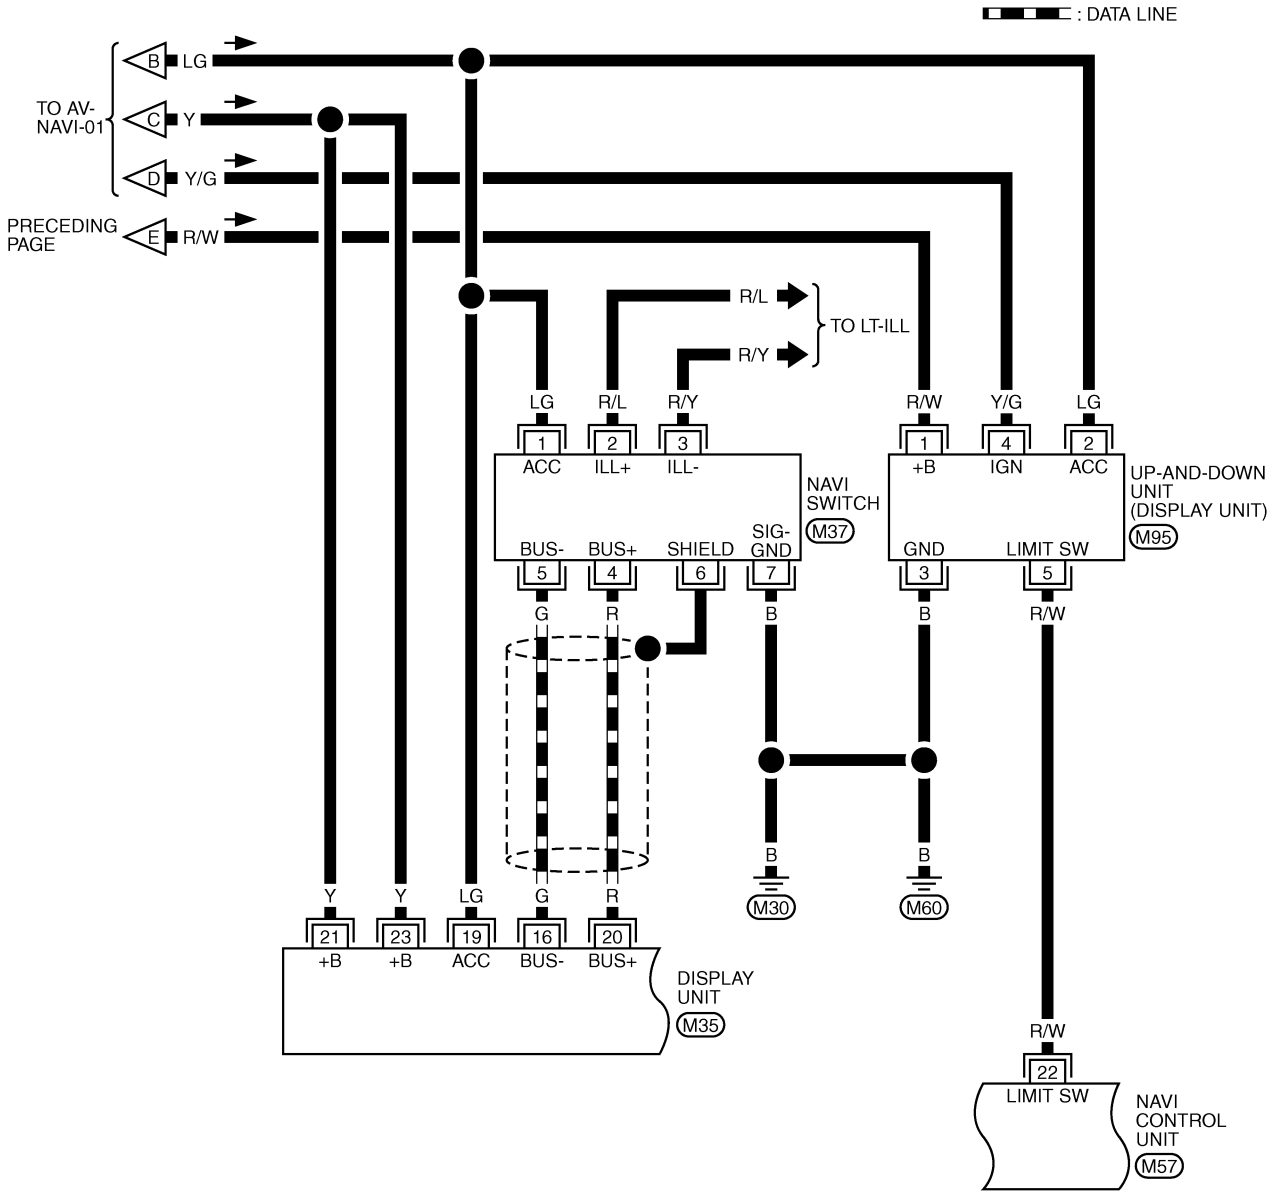 : DATA LINE
B LG
TO AV-
NAVI-01
C Y
D Y/G
PRECEDING
PAGE
E R/W
R/L
TO LT-ILL
R/Y
LG R/L R/Y R/W Y/G LG
1 2 3 1 4 2
ACC ILL+ ILL- +B IGN ACC
NAVI
SWITCH
M37
UP-AND-DOWN
UNIT
(DISPLAY UNIT)
M95
BUS- BUS+ SHIELD SIG-
GND
GND LIMIT SW
5 4 6 7 3 5
G R B B R/W
B B
M30 M60
Y Y LG G R
21 23 19 16 20
+B +B ACC BUS- BUS+
DISPLAY
UNIT
M35
R/W
22
LIMIT SW
NAVI
CONTROL
UNIT
M57